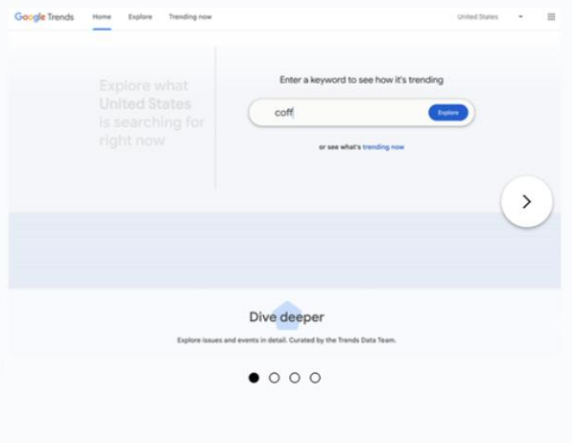 Google Trends Home Explore Trending now United States
Explore what
United States
is searching for
right now
Enter a keyword to see how it's trending
coff
Explore
or see what's trending now
Dive deeper
Explore issues and events in detail. Curated by the Trends Data Team.